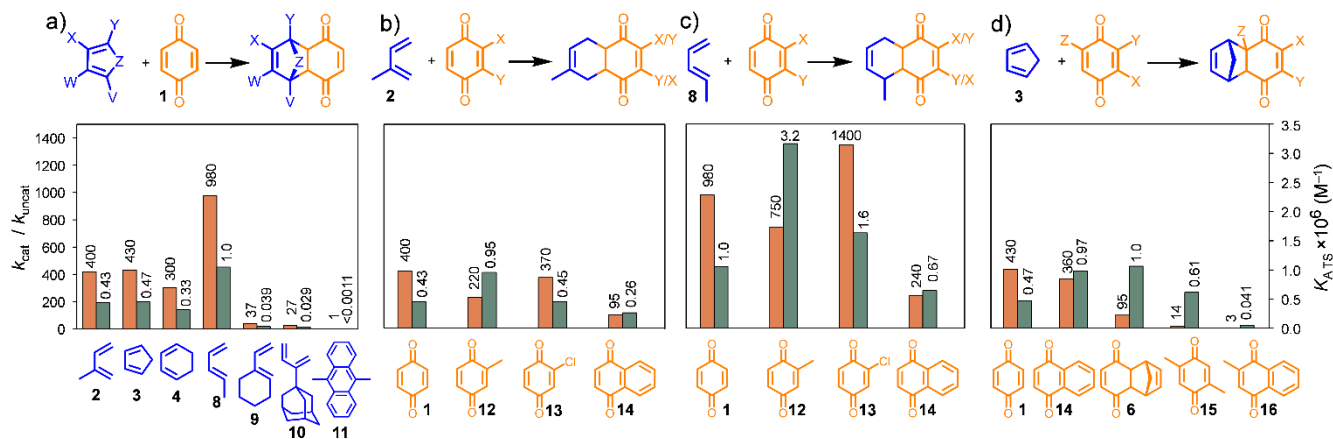 a)
X
Y
Z
W
V
+
O
O
1
Y
X
Z
W
V
O
O
b)
2
+
O
X
Y
O
O
X/Y
Y/X
O
c)
8
+
O
X
Y
O
O
X/Y
Y/X
O
d)
3
+
Z
O
Y
X
O
Z
O
X
Y
O
k_cat / k_uncat
1400
1200
1000
800
600
400
200
0
400
0.43
430
0.47
300
0.33
980
1.0
37
0.039
27
0.029
1
<0.0011
400
0.43
220
0.95
370
0.45
95
0.26
980
1.0
750
3.2
1400
1.6
240
0.67
430
0.47
360
0.97
95
1.0
14
0.61
3
0.041
3.5
3.0
2.5
2.0
1.5
1.0
0.5
0.0
K_ATS ×10⁶ (M⁻¹)
2
3
4
8
9
10
11
O
O
1
O
O
12
O
Cl
O
13
O
O
14
O
O
1
O
O
12
O
Cl
O
13
O
O
14
O
O
1
O
O
14
O
O
6
O
O
15
O
O
16